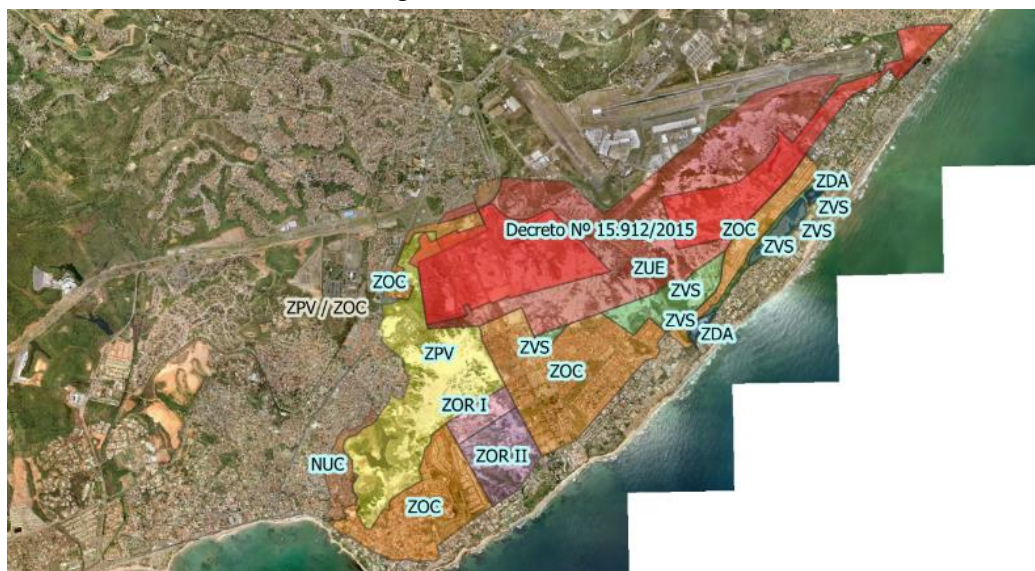 ZDA
ZVS
Decreto Nº 15.912/2015
ZOC
ZVS
ZVS
ZUE
ZOC
ZVS
ZPV / ZOC
ZVS
ZDA
ZPV
ZVS
ZOC
ZOR I
ZOR II
NUC
ZOC